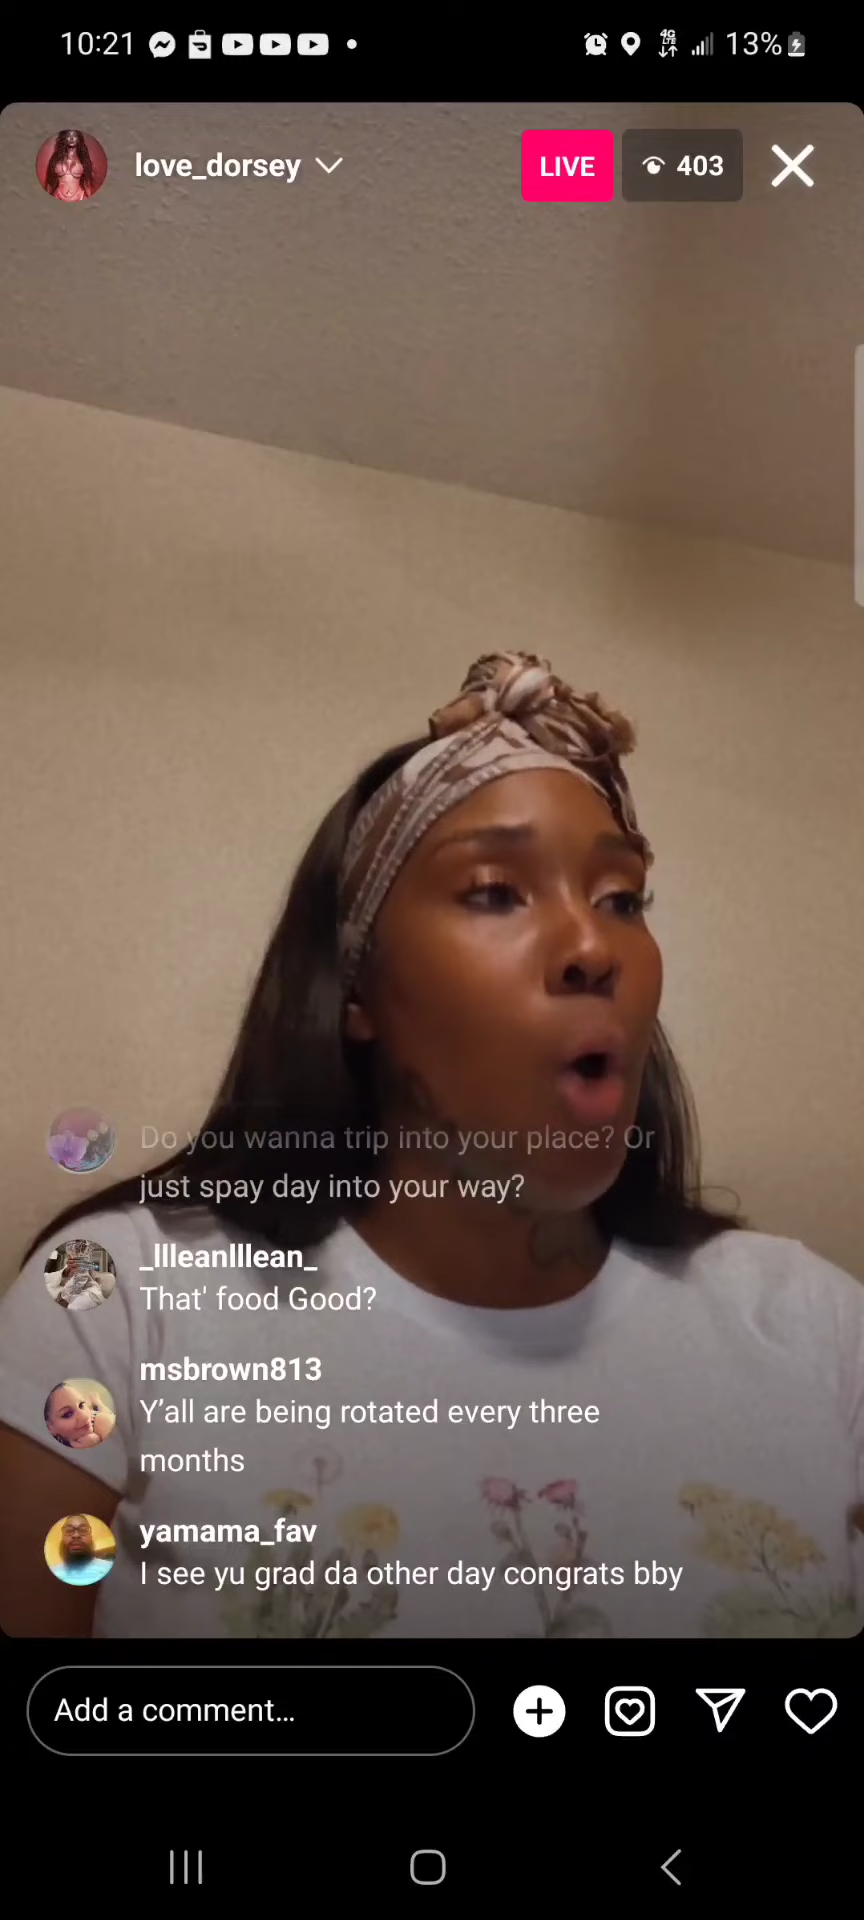 10:21
4G
LTE
13%
love_dorsey
LIVE
403
Do you wanna trip into your place? Or
just spay day into your way?
_llleanlllean_
That' food Good?
msbrown813
Y’all are being rotated every three
months
yamama_fav
I see yu grad da other day congrats bby
Add a comment…